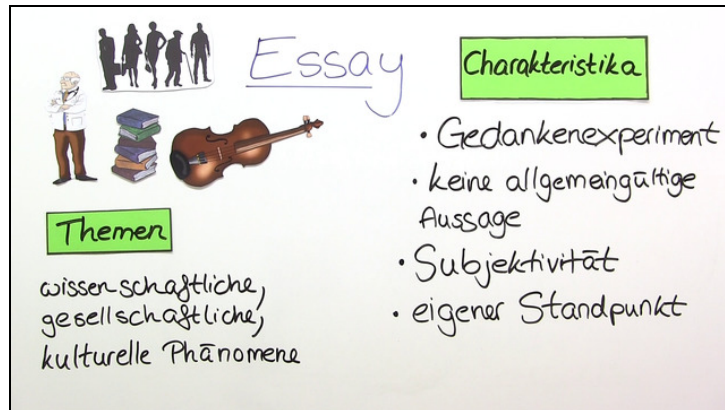 Essay
Themen
wissenschaftliche,
gesellschaftliche,
kulturelle Phänomene
Charakteristika
• Gedankenexperiment
• keine allgemeingültige
Aussage
• Subjektivität
• eigener Standpunkt